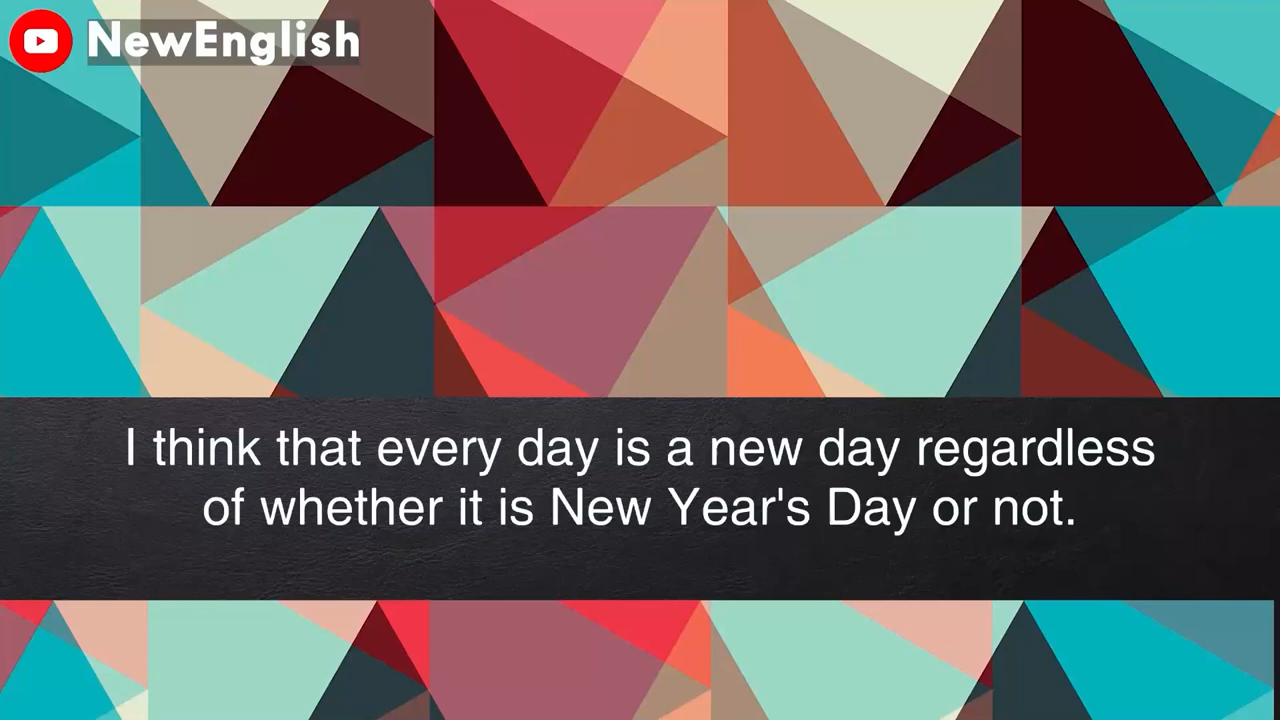 NewEnglish
I think that every day is a new day regardless
of whether it is New Year's Day or not.